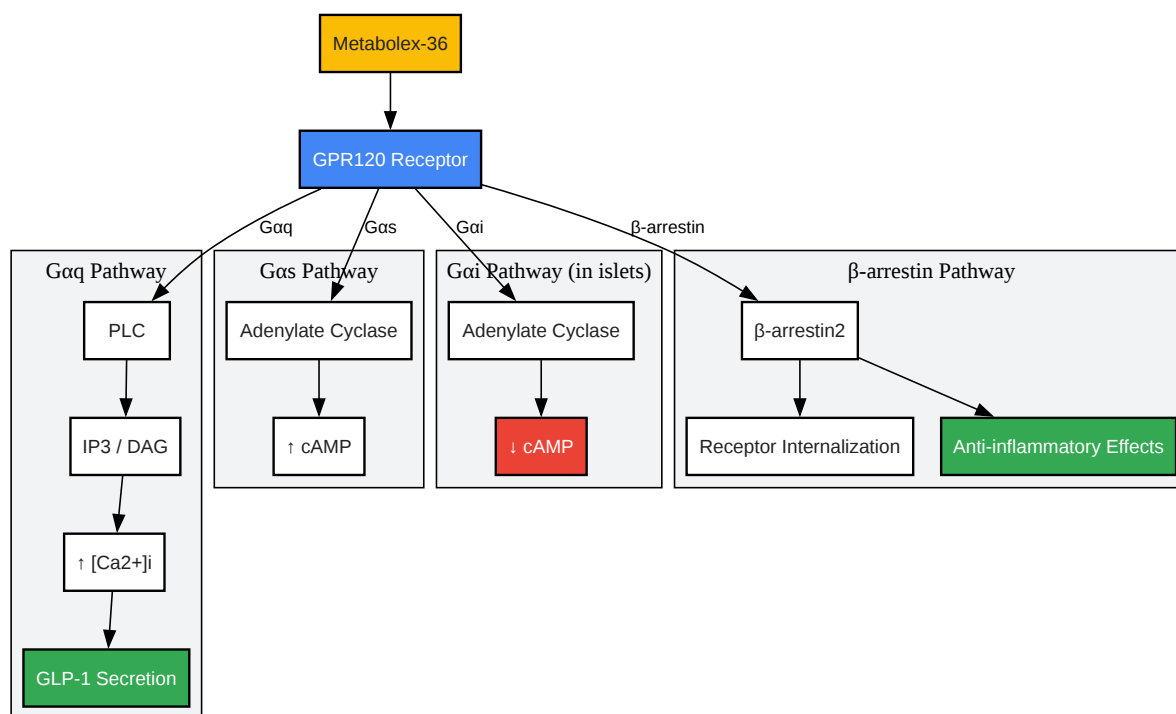 Metabolex-36
GPR120 Receptor
Gαq
Gαs
Gαi
β-arrestin
Gαq Pathway
Gαs Pathway
Gαi Pathway (in islets)
β-arrestin Pathway
PLC
Adenylate Cyclase
Adenylate Cyclase
β-arrestin2
IP3 / DAG
↑ cAMP
↓ cAMP
Receptor Internalization
Anti-inflammatory Effects
↑ [Ca2+]i
GLP-1 Secretion